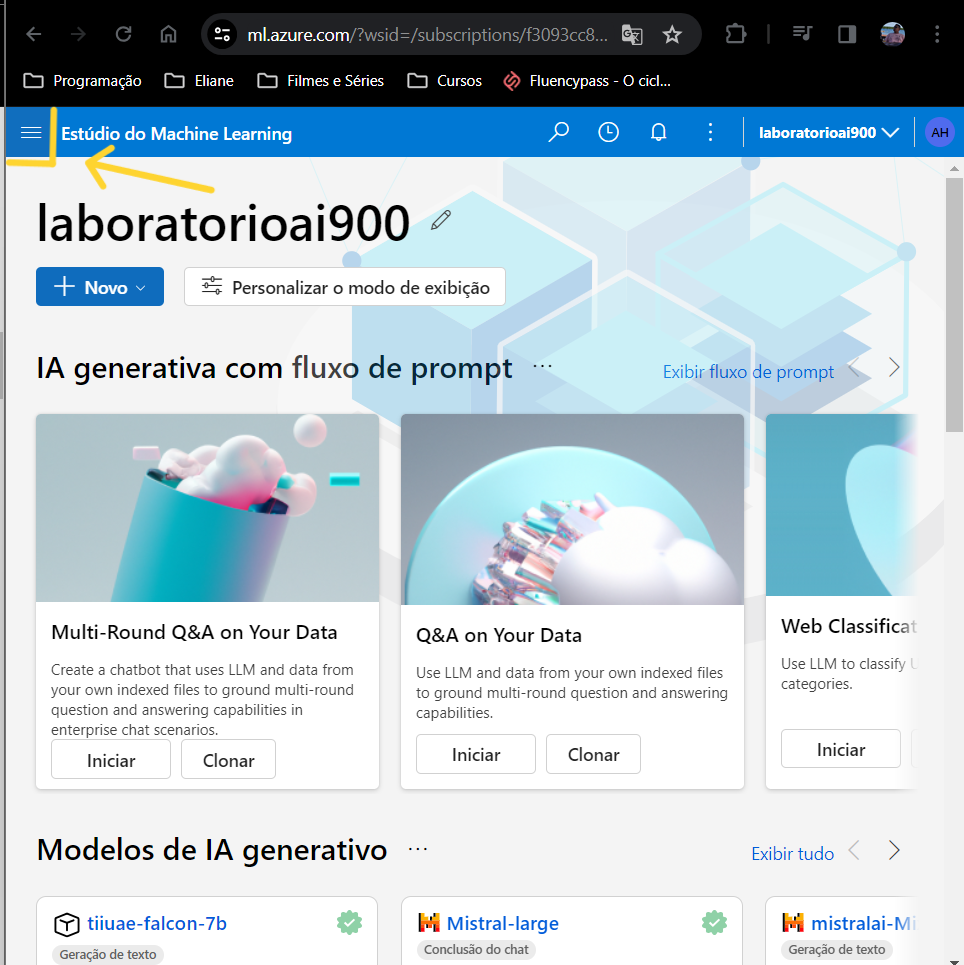 ml.azure.com/?wsid=/subscriptions/f3093cc8...
Programação
Eliane
Filmes e Séries
Cursos
Fluencypass - O cicl...
Estúdio do Machine Learning
laboratorioai900
AH
laboratorioai900
Novo
Personalizar o modo de exibição
IA generativa com fluxo de prompt
...
Exibir fluxo de prompt
Multi-Round Q&A on Your Data
Create a chatbot that uses LLM and data from
your own indexed files to ground multi-round
question and answering capabilities in
enterprise chat scenarios.
Iniciar
Clonar
Q&A on Your Data
Use LLM and data from your own indexed files
to ground multi-round question and answering
capabilities.
Iniciar
Clonar
Web Classificat
Use LLM to classify U
categories.
Iniciar
Modelos de IA generativo
...
Exibir tudo
tiiuae-falcon-7b
Geração de texto
Mistral-large
Conclusão do chat
mistralai-Mi
Geração de texto